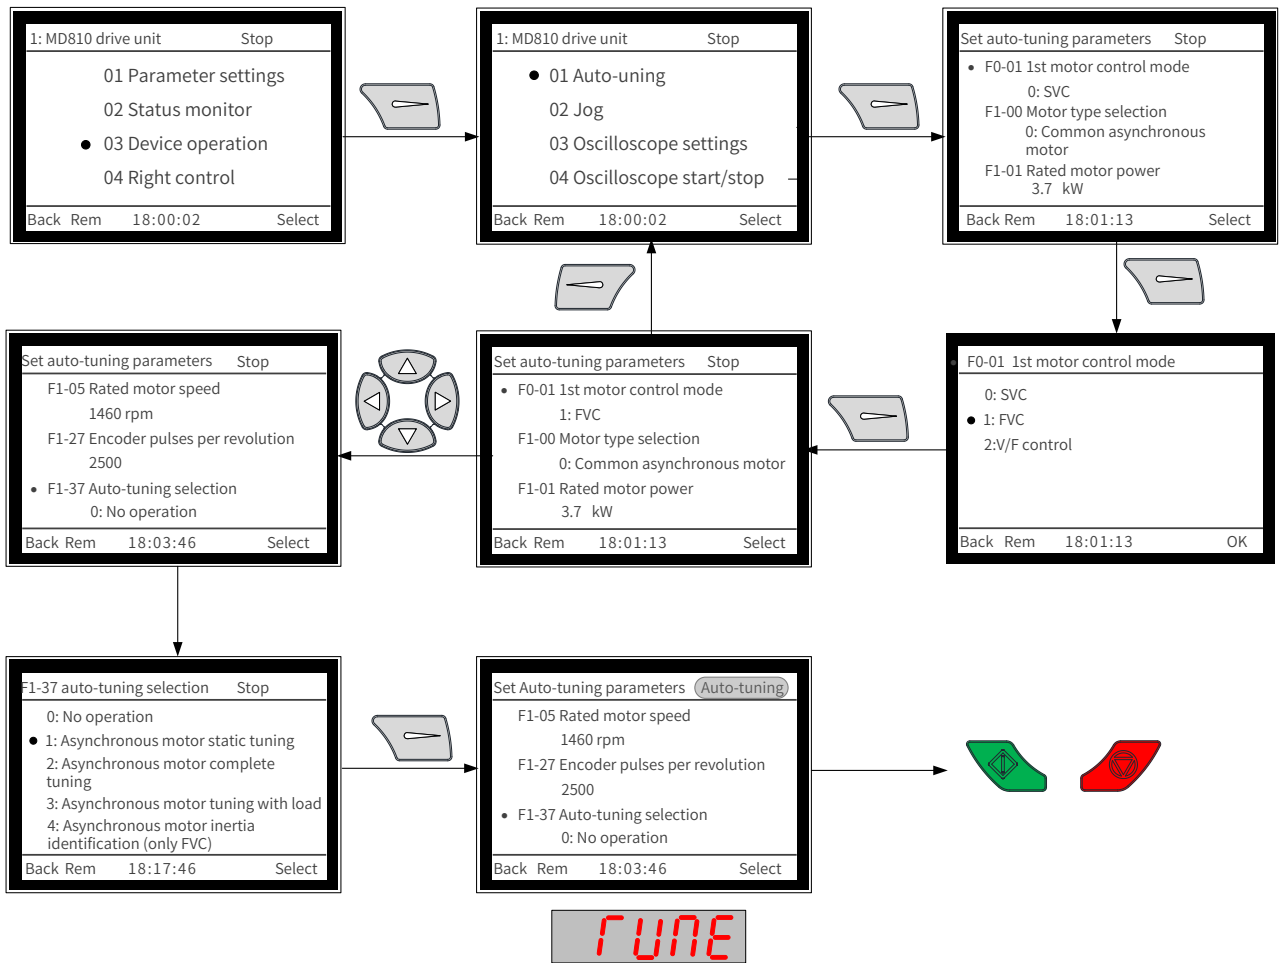 1: MD810 drive unit Stop
01 Parameter settings
02 Status monitor
03 Device operation
04 Right control
Back Rem 18:00:02 Select
1: MD810 drive unit Stop
01 Auto-uning
02 Jog
03 Oscilloscope settings
04 Oscilloscope start/stop
Back Rem 18:00:02 Select
Set auto-tuning parameters Stop
F0-01 1st motor control mode
0: SVC
F1-00 Motor type selection
0: Common asynchronous
motor
F1-01 Rated motor power
3.7 kW
Back Rem 18:01:13 Select
Set auto-tuning parameters Stop
F1-05 Rated motor speed
1460 rpm
F1-27 Encoder pulses per revolution
2500
F1-37 Auto-tuning selection
0: No operation
Back Rem 18:03:46 Select
Set auto-tuning parameters Stop
F0-01 1st motor control mode
1: FVC
F1-00 Motor type selection
0: Common asynchronous motor
F1-01 Rated motor power
3.7 kW
Back Rem 18:01:13 Select
F0-01 1st motor control mode
0: SVC
1: FVC
2:V/F control
Back Rem 18:01:13 OK
F1-37 auto-tuning selection Stop
0: No operation
1: Asynchronous motor static tuning
2: Asynchronous motor complete
tuning
3: Asynchronous motor tuning with load
4: Asynchronous motor inertia
identification (only FVC)
Back Rem 18:17:46 Select
Set Auto-tuning parameters Auto-tuning
F1-05 Rated motor speed
1460 rpm
F1-27 Encoder pulses per revolution
2500
F1-37 Auto-tuning selection
0: No operation
Back Rem 18:03:46 Select
TUNE